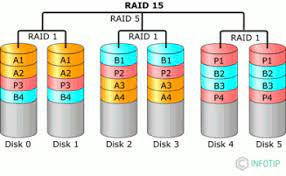 RAID 15
RAID 5
RAID 1 RAID 1 RAID 1
A1 A1 B1 B1 P1 P1
A2 A2 P2 P2 B2 B2
P3 P3 A3 A3 B3 B3
B4 B4 A4 A4 P4 P4
Disk 0 Disk 1 Disk 2 Disk 3 Disk 4 Disk 5
© INFOTIP